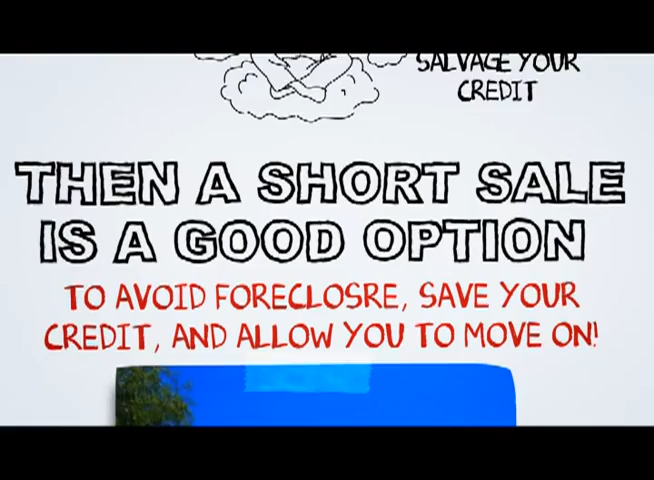 SALVAGE YOUR
CREDIT
THEN A SHORT SALE
IS A GOOD OPTION
TO AVOID FORECLOSRE, SAVE YOUR
CREDIT, AND ALLOW YOU TO MOVE ON!